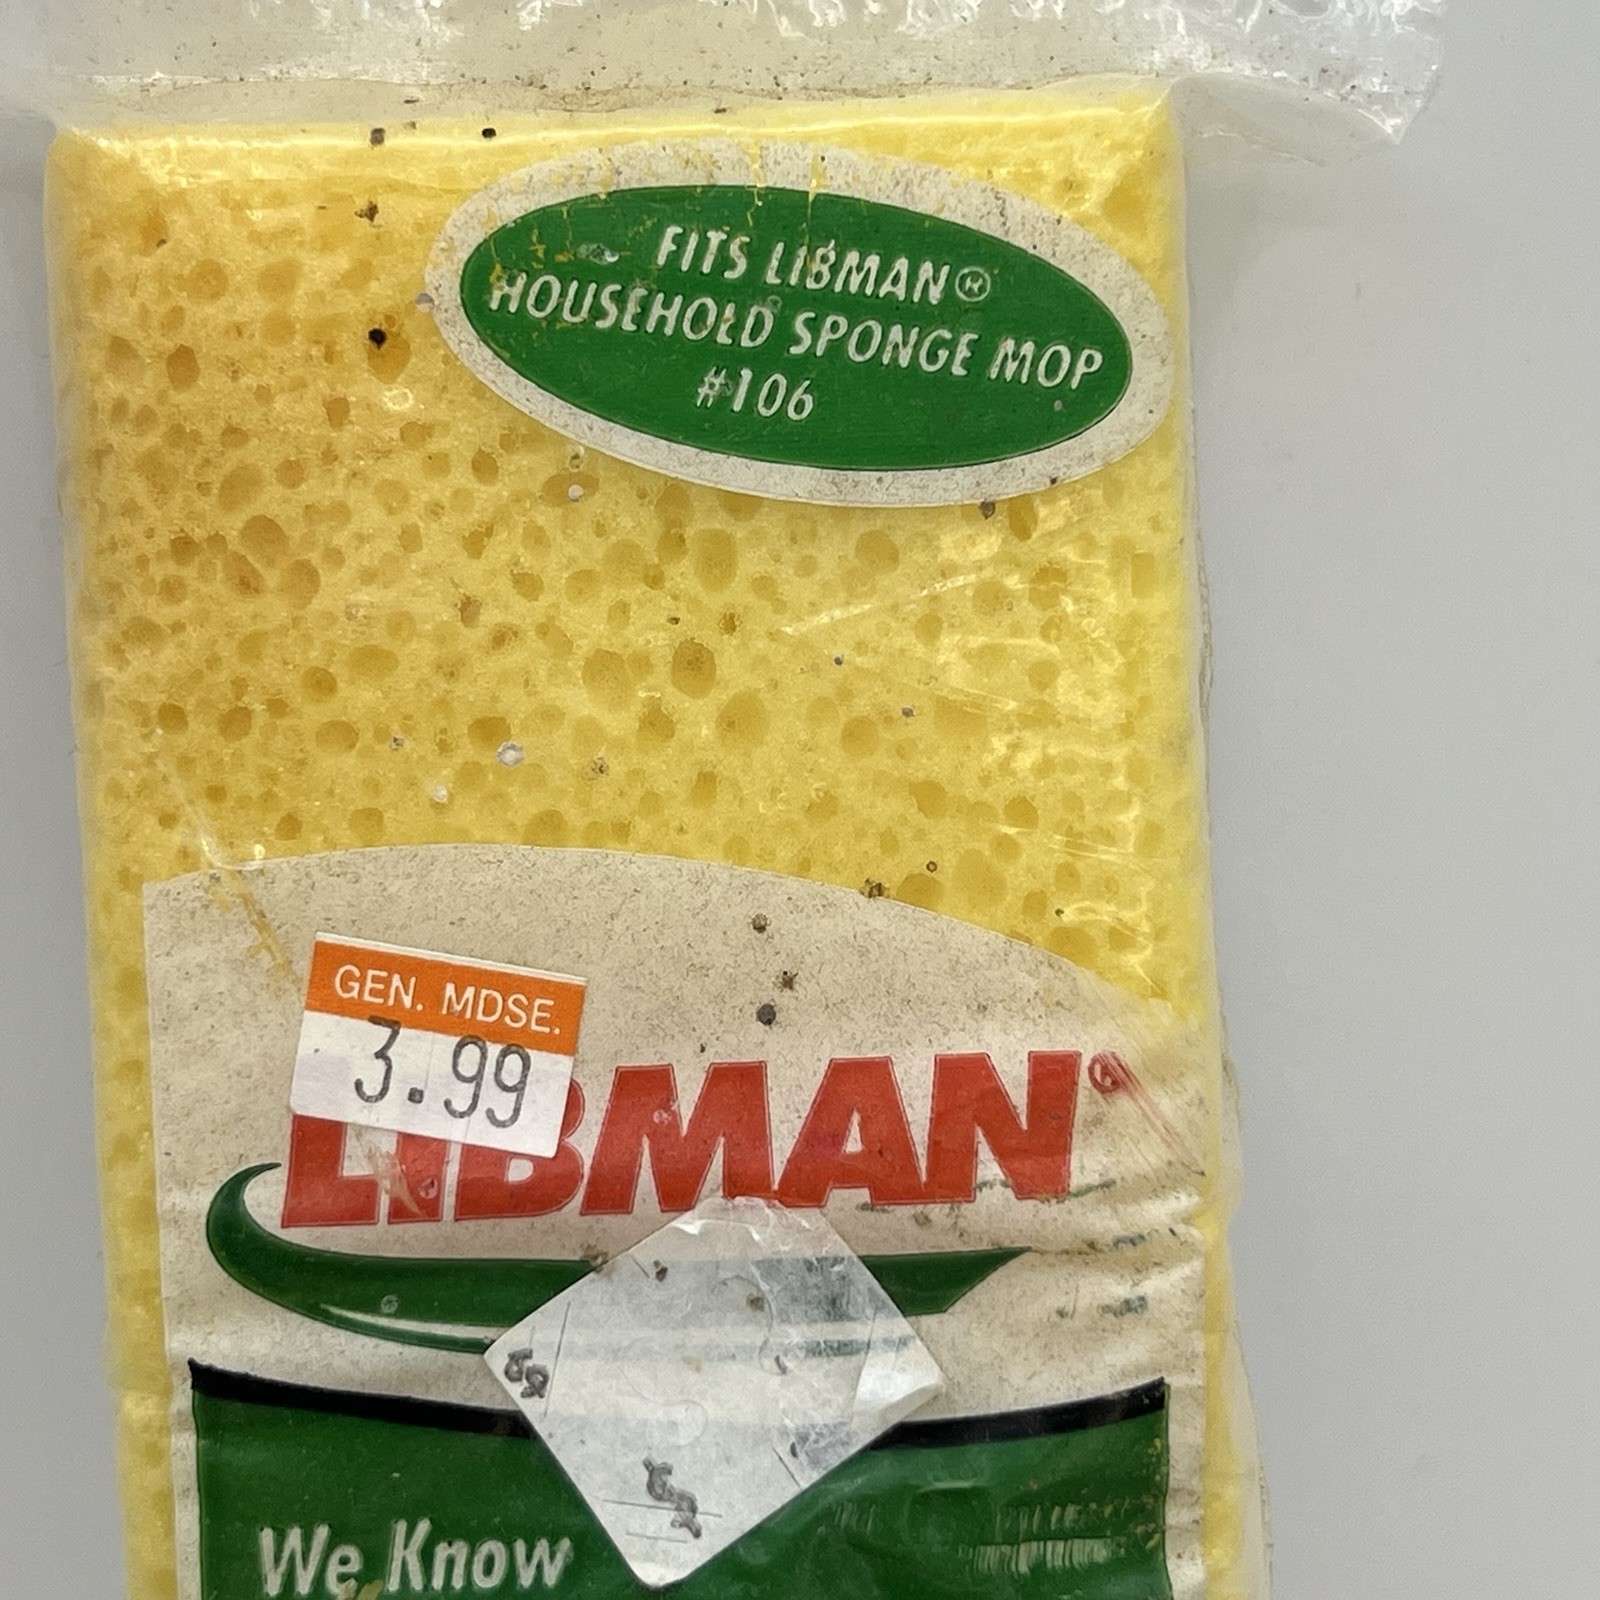 FITS LIBMAN®
HOUSEHOLD SPONGE MOP
#106
GEN. MDSE.
3.99
LIBMAN®
We Know